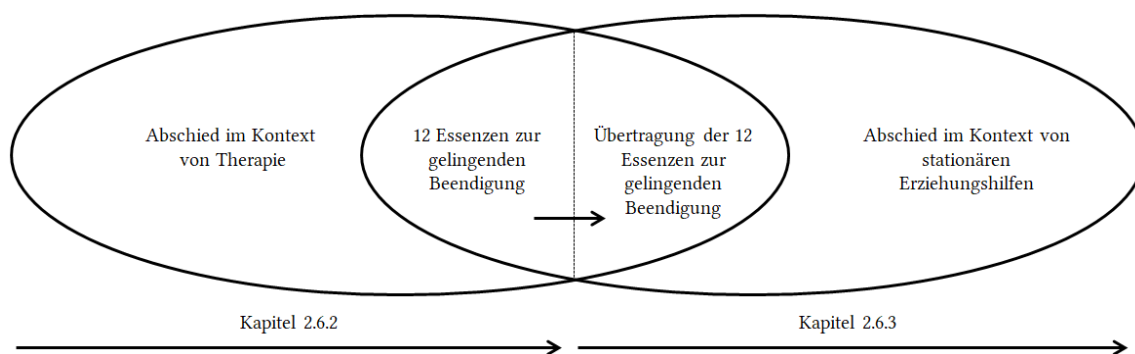 Abschied im Kontext
von Therapie
12 Essenzen zur
gelingenden
Beendigung
Übertragung der 12
Essenzen zur
gelingenden
Beendigung
Abschied im Kontext von
stationären
Erziehungshilfen
Kapitel 2.6.2
Kapitel 2.6.3